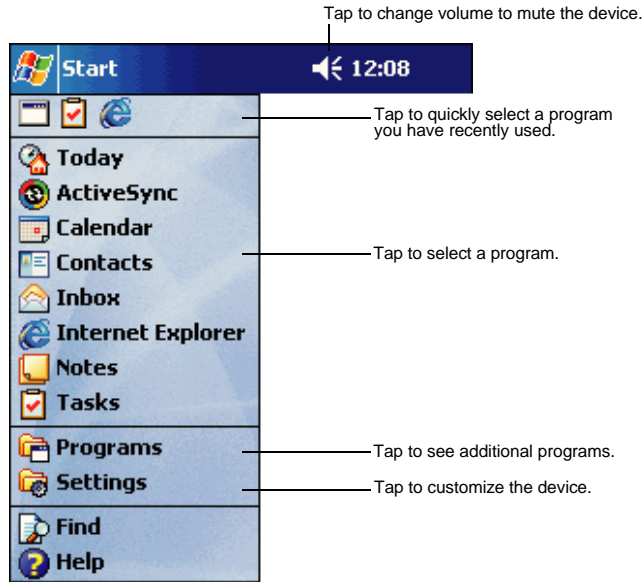 Tap to change volume to mute the device.
Start
12:08
Tap to quickly select a program
you have recently used.
Today
ActiveSync
Calendar
Contacts
Tap to select a program.
Inbox
Internet Explorer
Notes
Tasks
Programs
Tap to see additional programs.
Settings
Tap to customize the device.
Find
Help